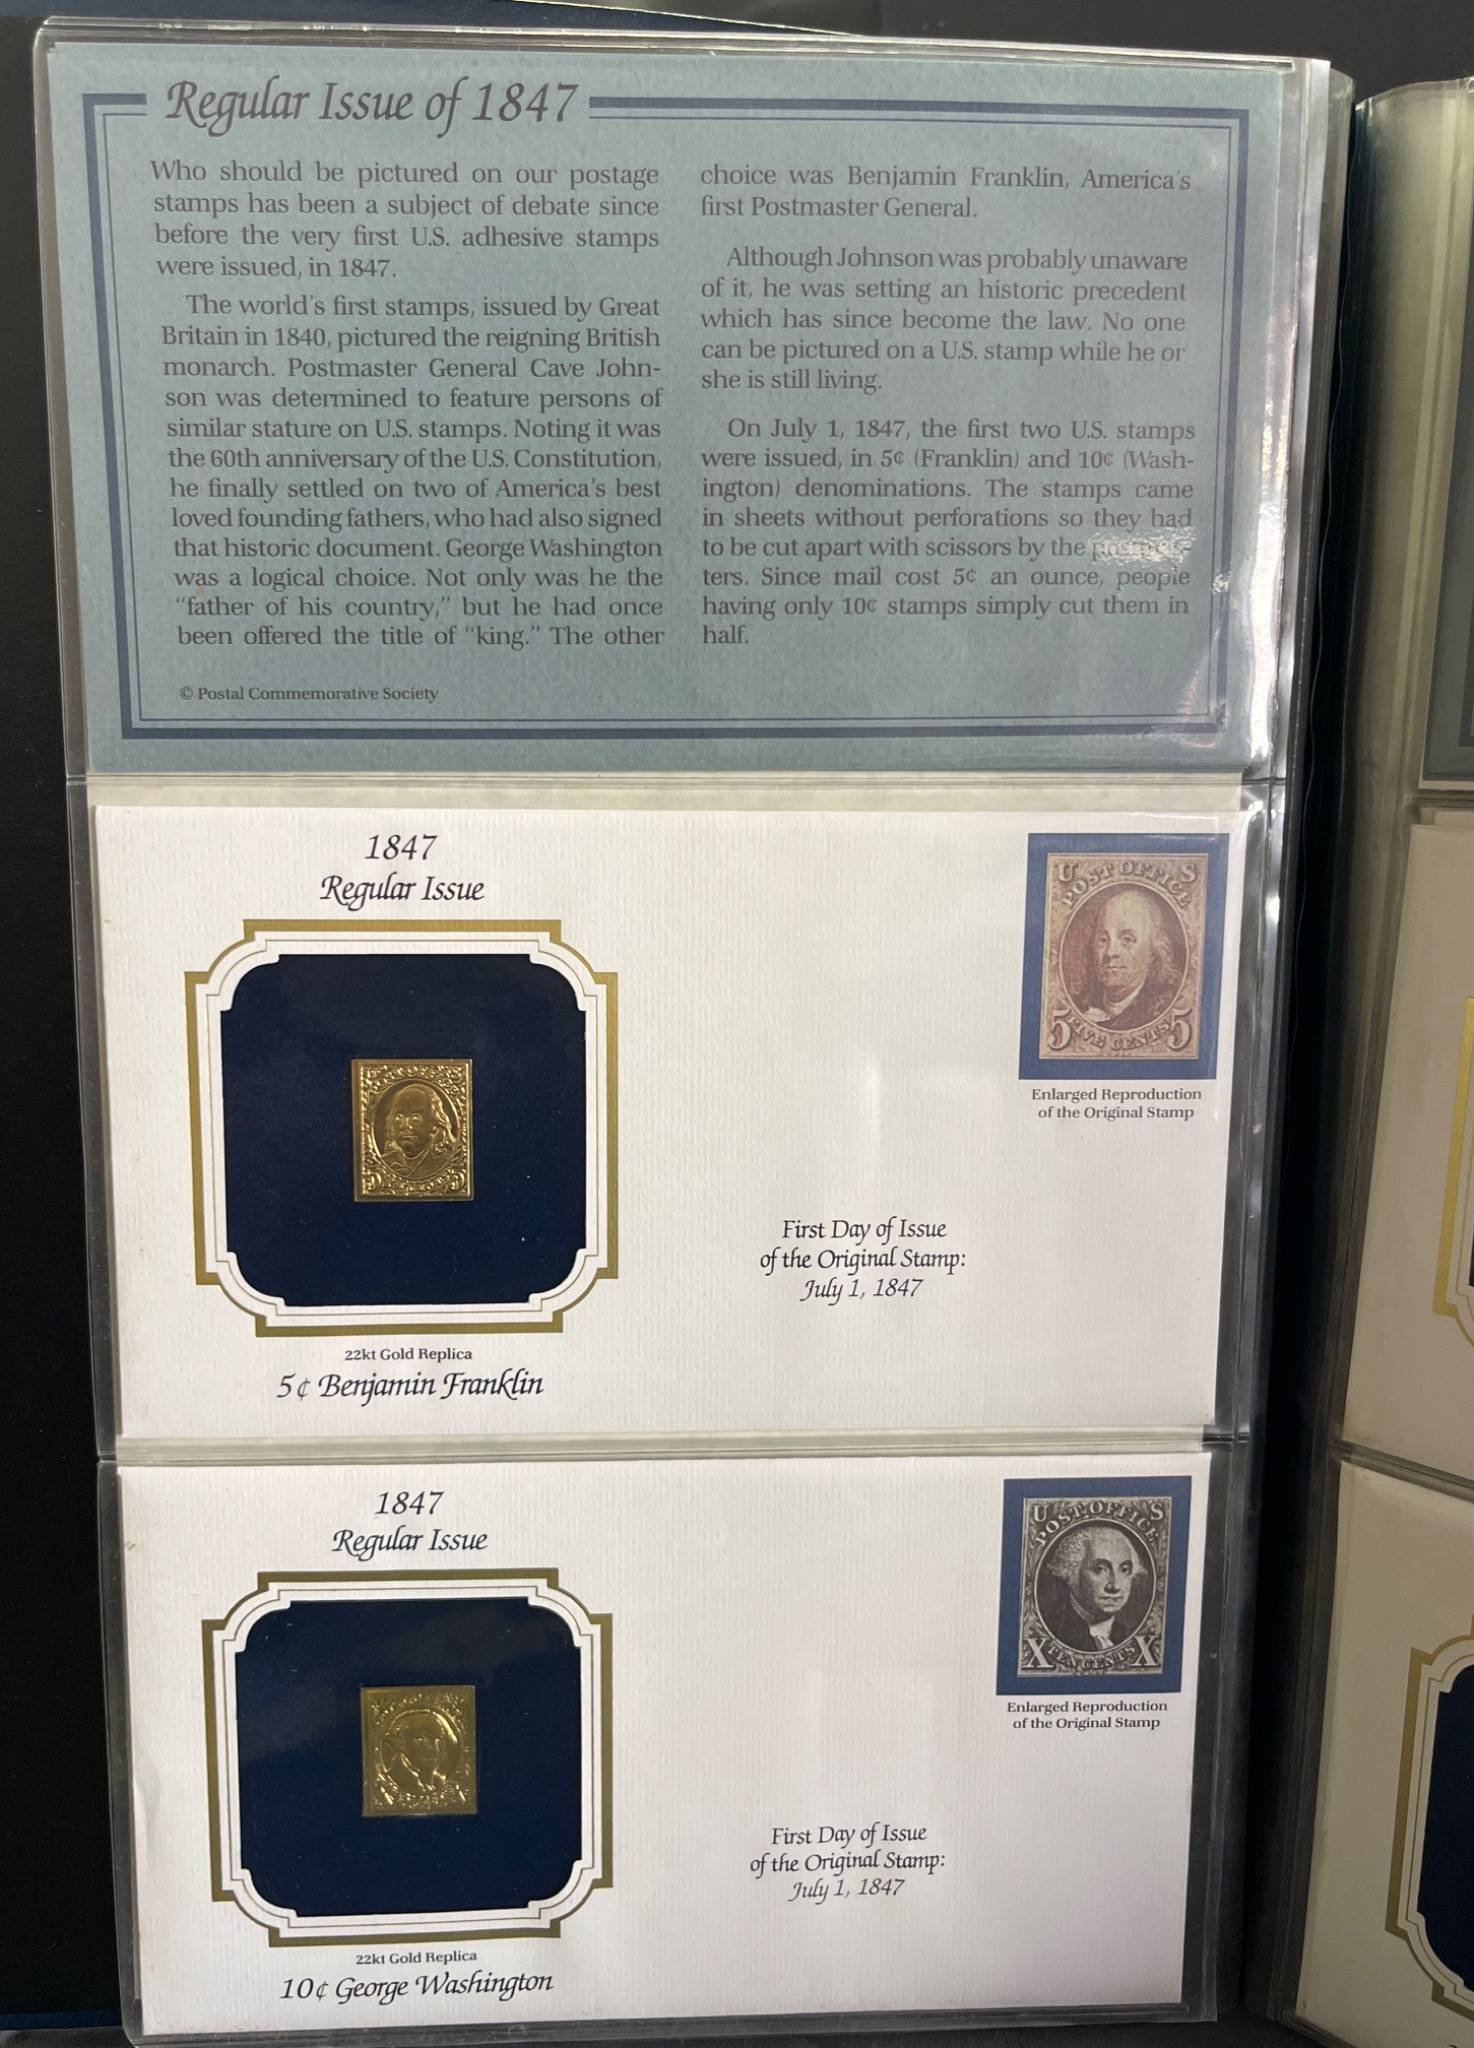 Regular Issue of 1847
Who should be pictured on our postage
stamps has been a subject of debate since
before the very first U.S. adhesive stamps
were issued, in 1847.
The world's first stamps, issued by Great
Britain in 1840, pictured the reigning British
monarch. Postmaster General Cave John-
son was determined to feature persons of
similar stature on U.S. stamps. Noting it was
the 60th anniversary of the U.S. Constitution,
he finally settled on two of America's best
loved founding fathers, who had also signed
that historic document. George Washington
was a logical choice. Not only was he the
"father of his country," but he had once
been offered the title of "king." The other
choice was Benjamin Franklin, America's
first Postmaster General.
Although Johnson was probably unaware
of it, he was setting an historic precedent
which has since become the law. No one
can be pictured on a U.S. stamp while he or
she is still living.
On July 1, 1847, the first two U.S. stamps
were issued, in 5¢ (Franklin) and 10¢ (Wash-
ington) denominations. The stamps came
in sheets without perforations so they had
to be cut apart with scissors by the
ters. Since mail cost 5¢ an ounce, people
having only 10¢ stamps simply cut them in
half.
© Postal Commemorative Society
1847
Regular Issue
22kt Gold Replica
5¢ Benjamin Franklin
U S
POST OFFICE
5 FIVE CENTS 5
Enlarged Reproduction
of the Original Stamp
First Day of Issue
of the Original Stamp:
July 1, 1847
1847
Regular Issue
22kt Gold Replica
10¢ George Washington
U S
POST OFFICE
X TEN CENTS X
Enlarged Reproduction
of the Original Stamp
First Day of Issue
of the Original Stamp:
July 1, 1847